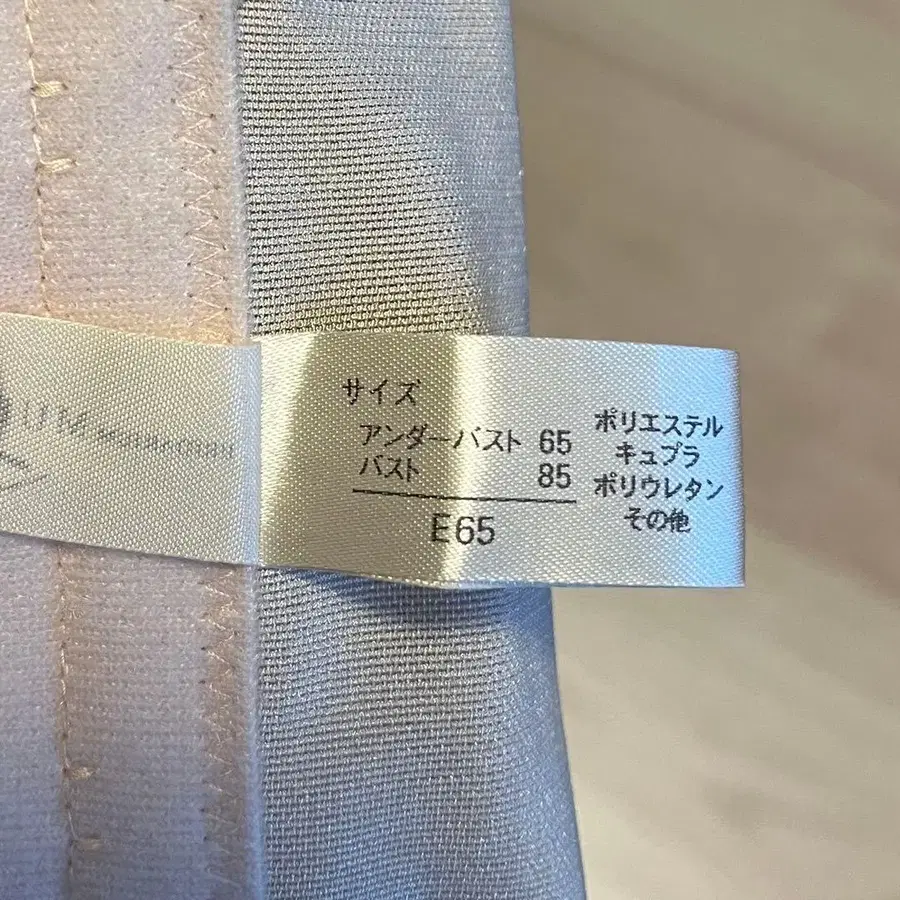 サイズ
アンダーバスト 65
バスト 85
E65
ポリエステル
キュプラ
ポリウレタン
その他